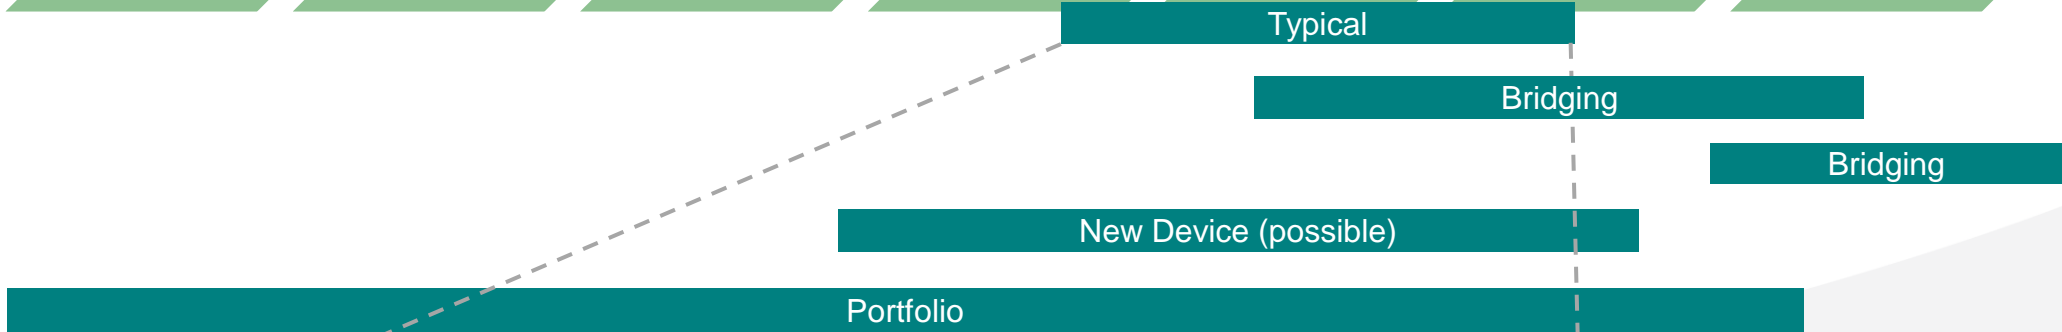 Typical
Bridging
Bridging
New Device (possible)
Portfolio